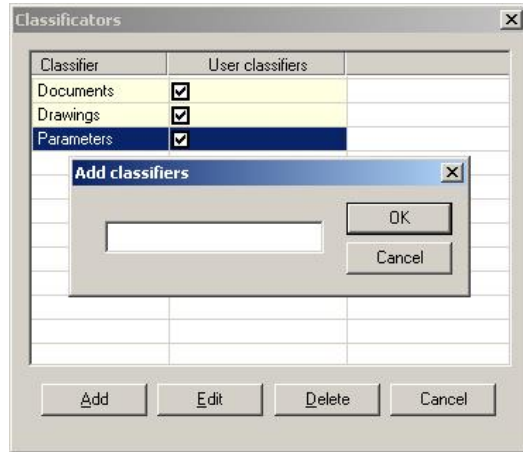 Classificators
Classifier User classifiers
Documents
Drawings
Parameters
Add classifiers
OK
Cancel
Add Edit Delete Cancel